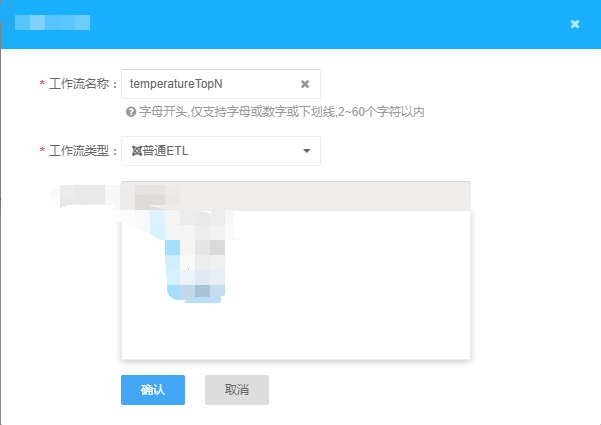 * 工作流名称：temperatureTopN
字母开头,仅支持字母或数字或下划线,2~60个字符以内
* 工作流类型：普通ETL
确认 取消